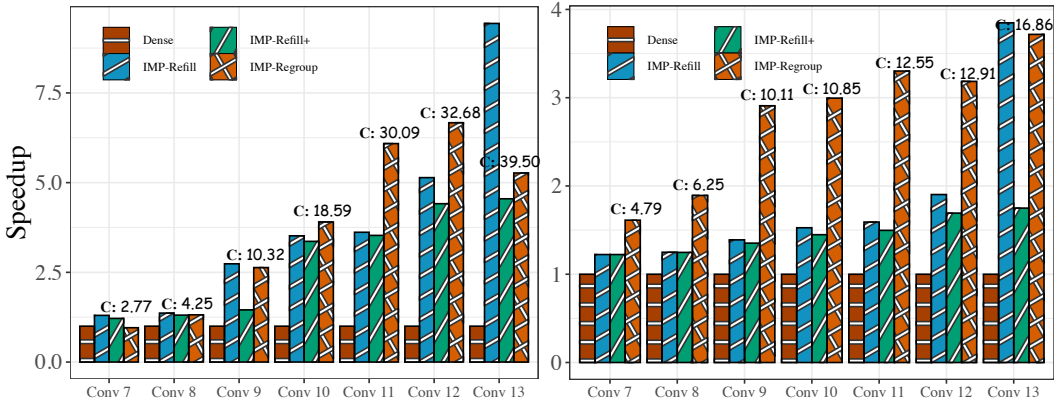 Speedup
7.5
5.0
2.5
0.0
Dense
IMP-Refill
IMP-Refill+
IMP-Regroup
C: 2.77
C: 4.25
C: 10.32
C: 18.59
C: 30.09
C: 32.68
C: 39.50
Conv 7 Conv 8 Conv 9 Conv 10 Conv 11 Conv 12 Conv 13
4
3
2
1
0
Dense
IMP-Refill
IMP-Refill+
IMP-Regroup
C: 4.79
C: 6.25
C: 10.11
C: 10.85
C: 12.55
C: 12.91
C: 16.86
Conv 7 Conv 8 Conv 9 Conv 10 Conv 11 Conv 12 Conv 13